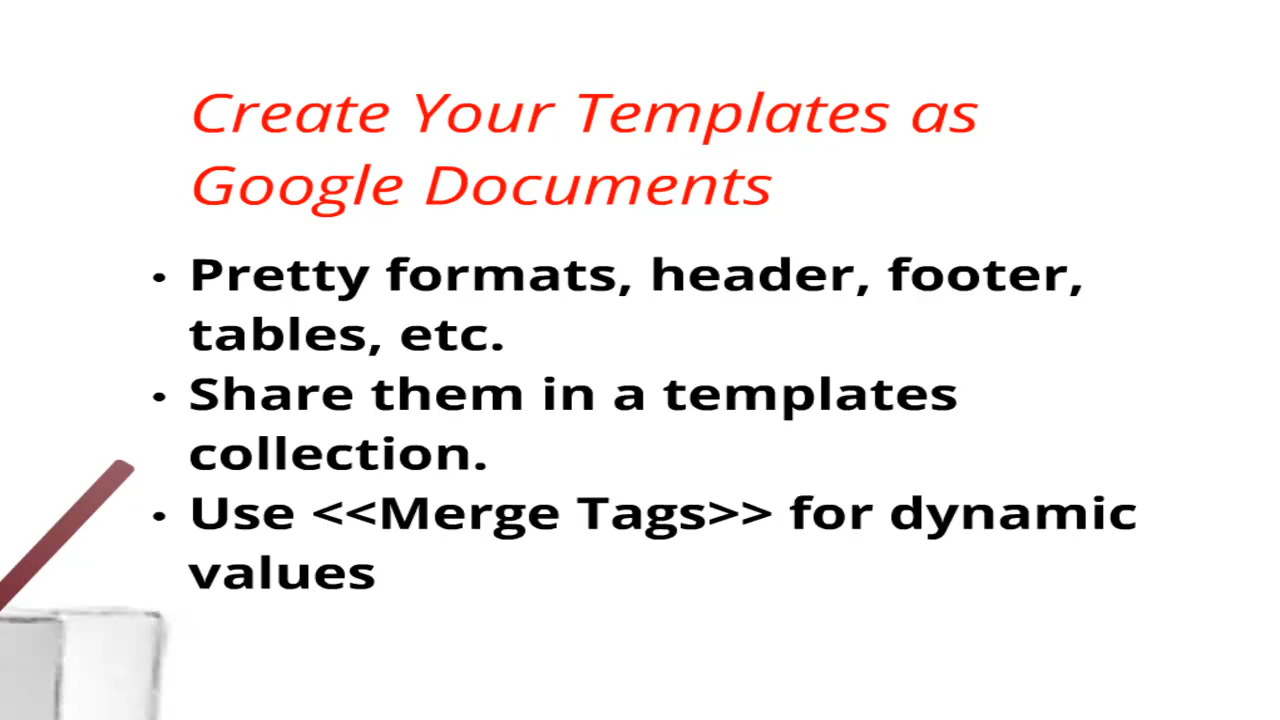 Create Your Templates as
Google Documents
• Pretty formats, header, footer,
tables, etc.
• Share them in a templates
collection.
• Use <<Merge Tags>> for dynamic
values